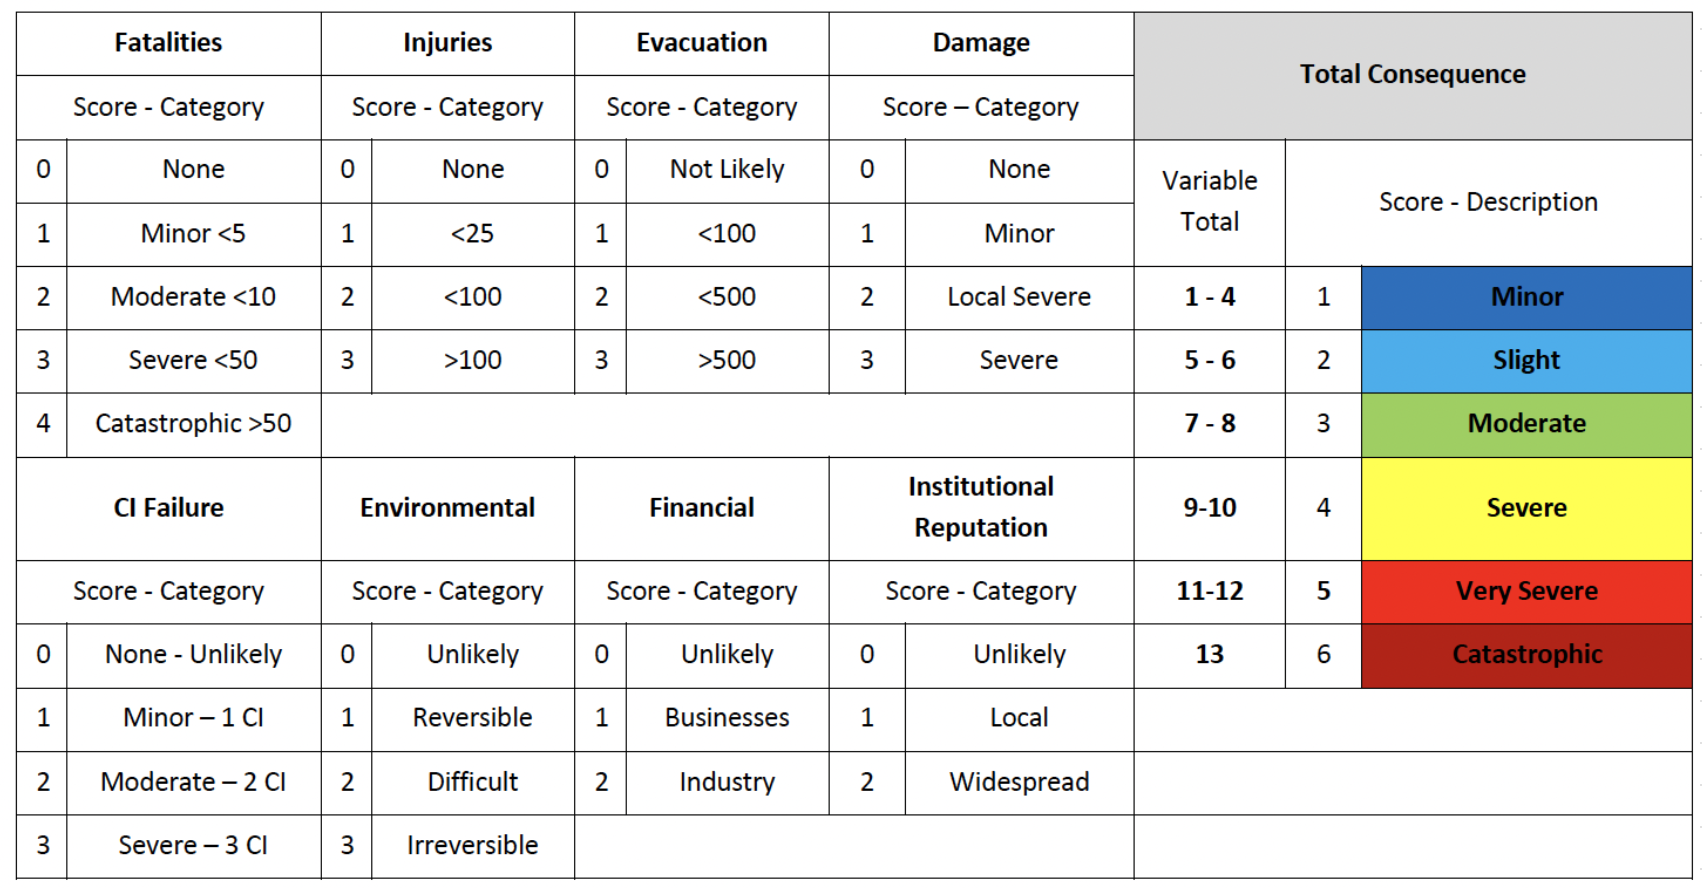 Fatalities Injuries Evacuation Damage Total Consequence
Score - Category Score - Category Score - Category Score – Category
0 None 0 None 0 Not Likely 0 None Variable Total Score - Description
1 Minor <5 1 <25 1 <100 1 Minor
2 Moderate <10 2 <100 2 <500 2 Local Severe 1 - 4 1 Minor
3 Severe <50 3 >100 3 >500 3 Severe 5 - 6 2 Slight
4 Catastrophic >50 7 - 8 3 Moderate
CI Failure Environmental Financial Institutional Reputation 9-10 4 Severe
Score - Category Score - Category Score - Category Score - Category 11-12 5 Very Severe
0 None - Unlikely 0 Unlikely 0 Unlikely 0 Unlikely 13 6 Catastrophic
1 Minor – 1 CI 1 Reversible 1 Businesses 1 Local
2 Moderate – 2 CI 2 Difficult 2 Industry 2 Widespread
3 Severe – 3 CI 3 Irreversible